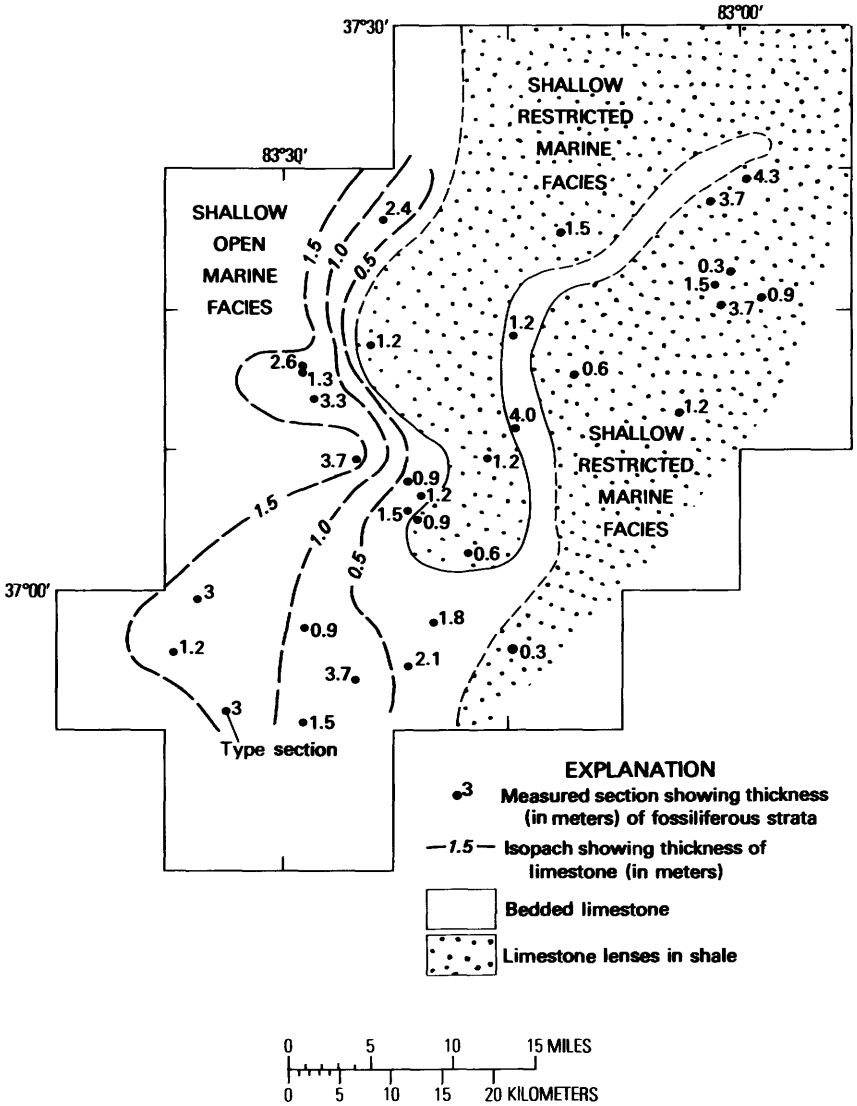 83°00'
37°30'
SHALLOW
RESTRICTED
MARINE
FACIES
83°30'
4.3
3.7
SHALLOW
OPEN
MARINE
FACIES
2.4
1.5
1.5
1.0
0.5
0.3
1.5
0.9
3.7
1.2
1.2
2.6
1.3
0.6
3.3
1.2
4.0
SHALLOW
RESTRICTED
MARINE
FACIES
3.7
1.2
0.9
1.2
1.5
1.5
0.9
1.0
0.5
0.6
37°00'
3
1.8
0.9
1.2
2.1
0.3
3.7
3
1.5
Type section
EXPLANATION
3 Measured section showing thickness
(in meters) of fossiliferous strata
1.5 Isopach showing thickness of
limestone (in meters)
Bedded limestone
Limestone lenses in shale
0 5 10 15 MILES
0 5 10 15 20 KILOMETERS